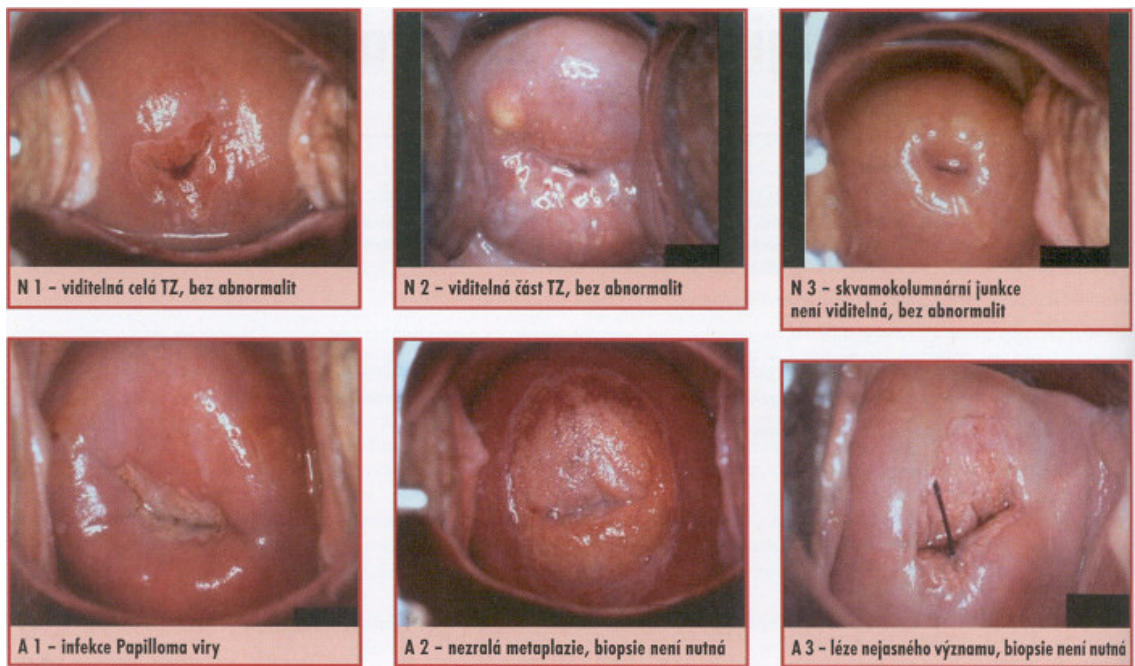 N 1 – viditelná celá TZ, bez abnormalit
N 2 – viditelná část TZ, bez abnormalit
N 3 – skvamokolumnární junkce
není viditelná, bez abnormalit
A 1 – infekce Papilloma viry
A 2 – nezralá metaplazie, biopsie není nutná
A 3 – léze nejasného významu, biopsie není nutná